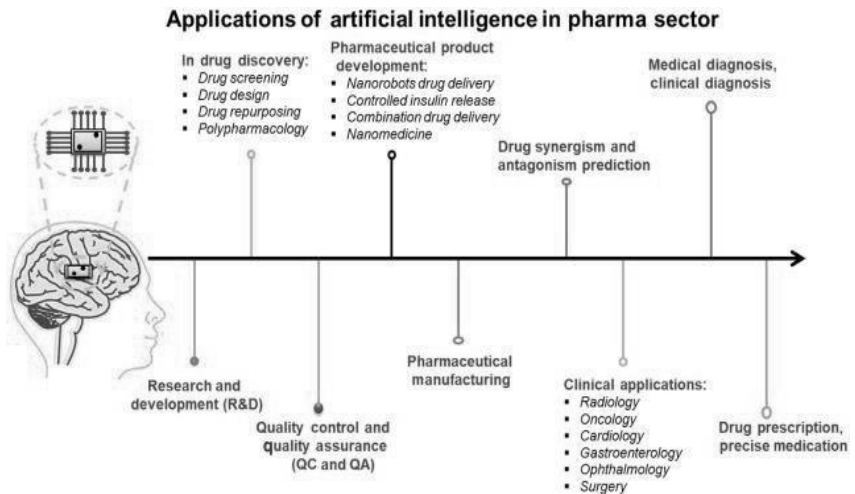 Applications of artificial intelligence in pharma sector
In drug discovery:
▪ Drug screening
▪ Drug design
▪ Drug repurposing
▪ Polypharmacology
Pharmaceutical product
development:
▪ Nanorobots drug delivery
▪ Controlled insulin release
▪ Combination drug delivery
▪ Nanomedicine
Drug synergism and
antagonism prediction
Medical diagnosis,
clinical diagnosis
Research and
development (R&D)
Quality control and
quality assurance
(QC and QA)
Pharmaceutical
manufacturing
Clinical applications:
▪ Radiology
▪ Oncology
▪ Cardiology
▪ Gastroenterology
▪ Ophthalmology
▪ Surgery
Drug prescription,
precise medication